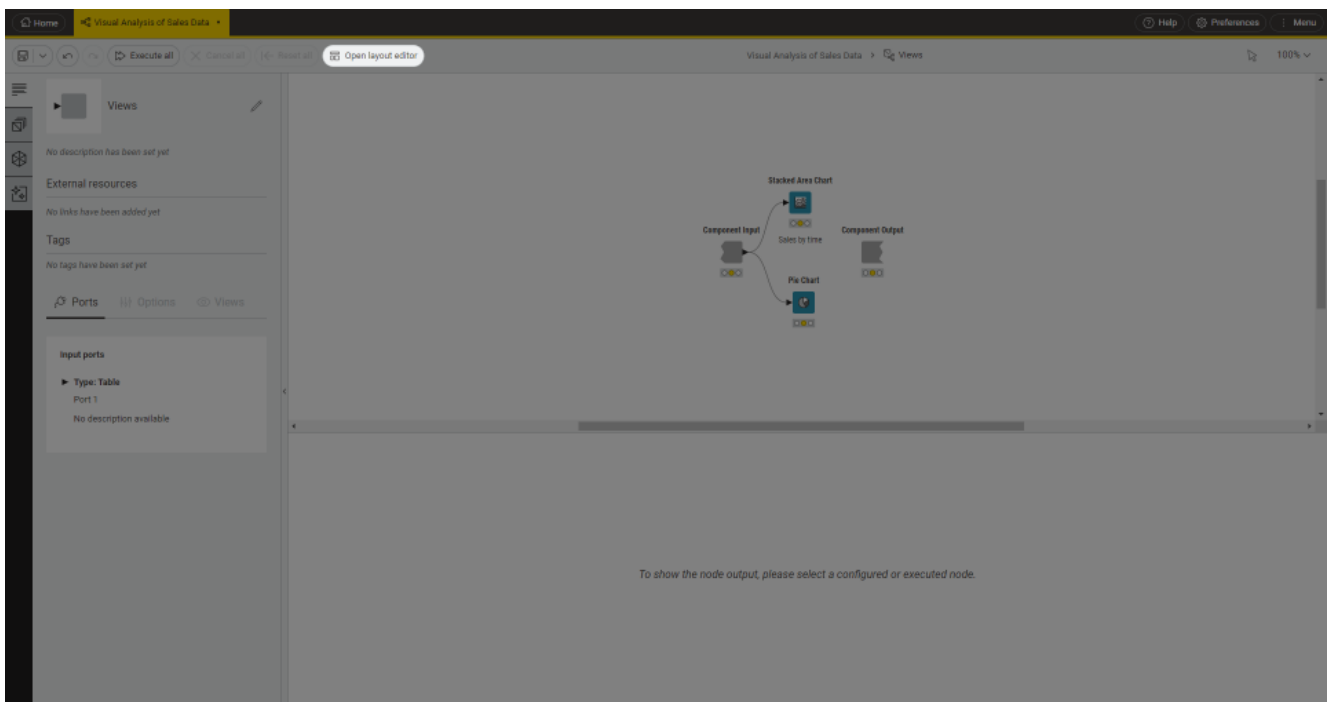 Home
Visual Analysis of Sales Data
Help
Preferences
Menu
Execute all
Cancel all
Reset all
Open layout editor
Visual Analysis of Sales Data > Views
100%
Views
No description has been set yet
External resources
No links have been added yet
Tags
No tags have been set yet
Ports
Options
Views
Input ports
Type: Table
Port 1
No description available
Stacked Area Chart
Component Input
Sales by time
Component Output
Pie Chart
To show the node output, please select a configured or executed node.